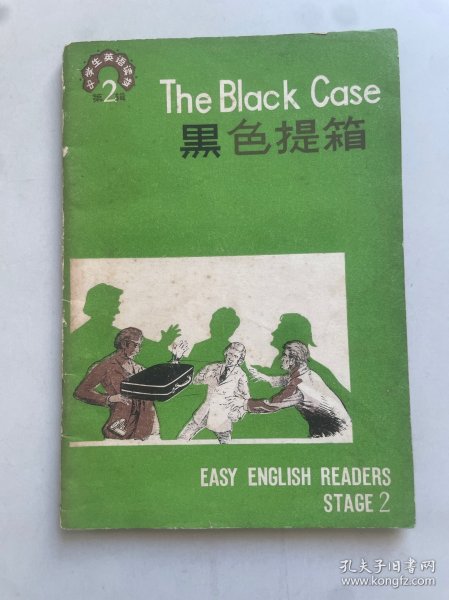 中学生英语读物
第2辑
The Black Case
黑色提箱
EASY ENGLISH READERS
STAGE 2
孔夫子旧书网
www.kongfz.com